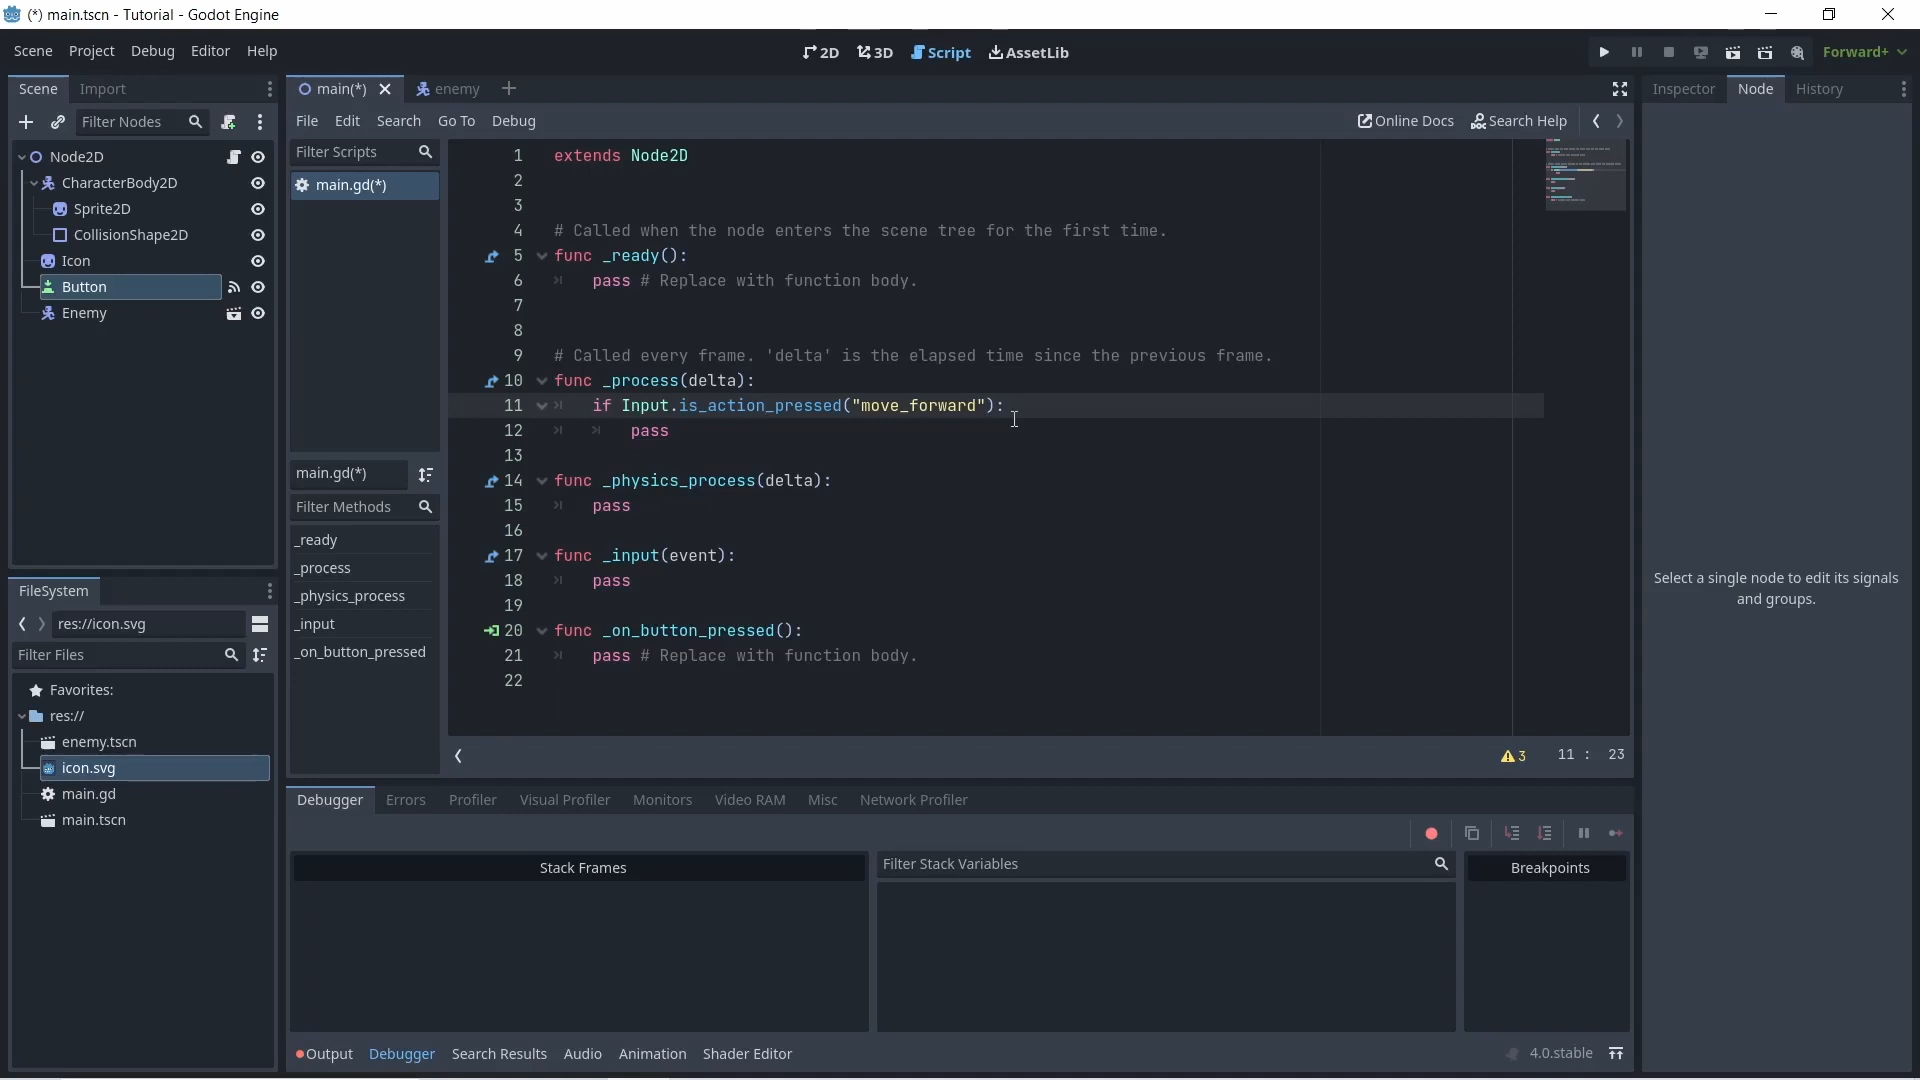 (*) main.tscn - Tutorial - Godot Engine
Scene Project Debug Editor Help
2D 3D Script AssetLib
Forward+
Scene Import
Filter Nodes
Node2D
CharacterBody2D
Sprite2D
CollisionShape2D
Icon
Button
Enemy
FileSystem
res://icon.svg
Filter Files
Favorites:
res://
enemy.tscn
icon.svg
main.gd
main.tscn
main(*) enemy
File Edit Search Go To Debug
Online Docs Search Help
Filter Scripts
main.gd(*)
main.gd(*)
Filter Methods
_ready
_process
_physics_process
_input
_on_button_pressed
1 extends Node2D
2
3
4 # Called when the node enters the scene tree for the first time.
5 func _ready():
6 pass # Replace with function body.
7
8
9 # Called every frame. 'delta' is the elapsed time since the previous frame.
10 func _process(delta):
11 if Input.is_action_pressed("move_forward"):
12 pass
13
14 func _physics_process(delta):
15 pass
16
17 func _input(event):
18 pass
19
20 func _on_button_pressed():
21 pass # Replace with function body.
22
3 11 : 23
Debugger Errors Profiler Visual Profiler Monitors Video RAM Misc Network Profiler
Stack Frames
Filter Stack Variables
Breakpoints
Output Debugger Search Results Audio Animation Shader Editor
4.0.stable
Inspector Node History
Select a single node to edit its signals
and groups.